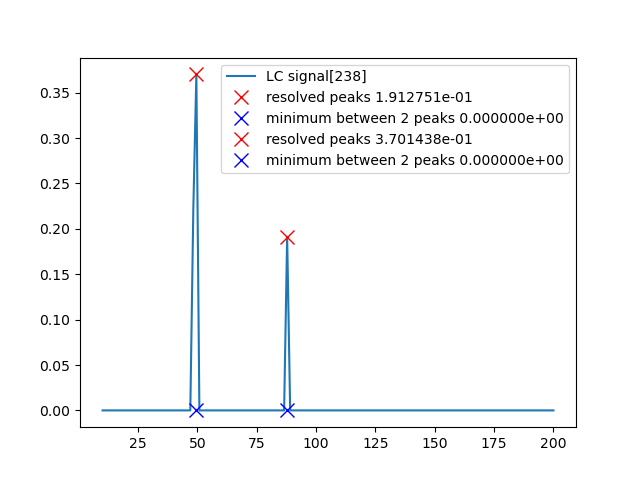 LC signal[238]
resolved peaks 1.912751e-01
minimum between 2 peaks 0.000000e+00
resolved peaks 3.701438e-01
minimum between 2 peaks 0.000000e+00
0.35
0.30
0.25
0.20
0.15
0.10
0.05
0.00
25 50 75 100 125 150 175 200